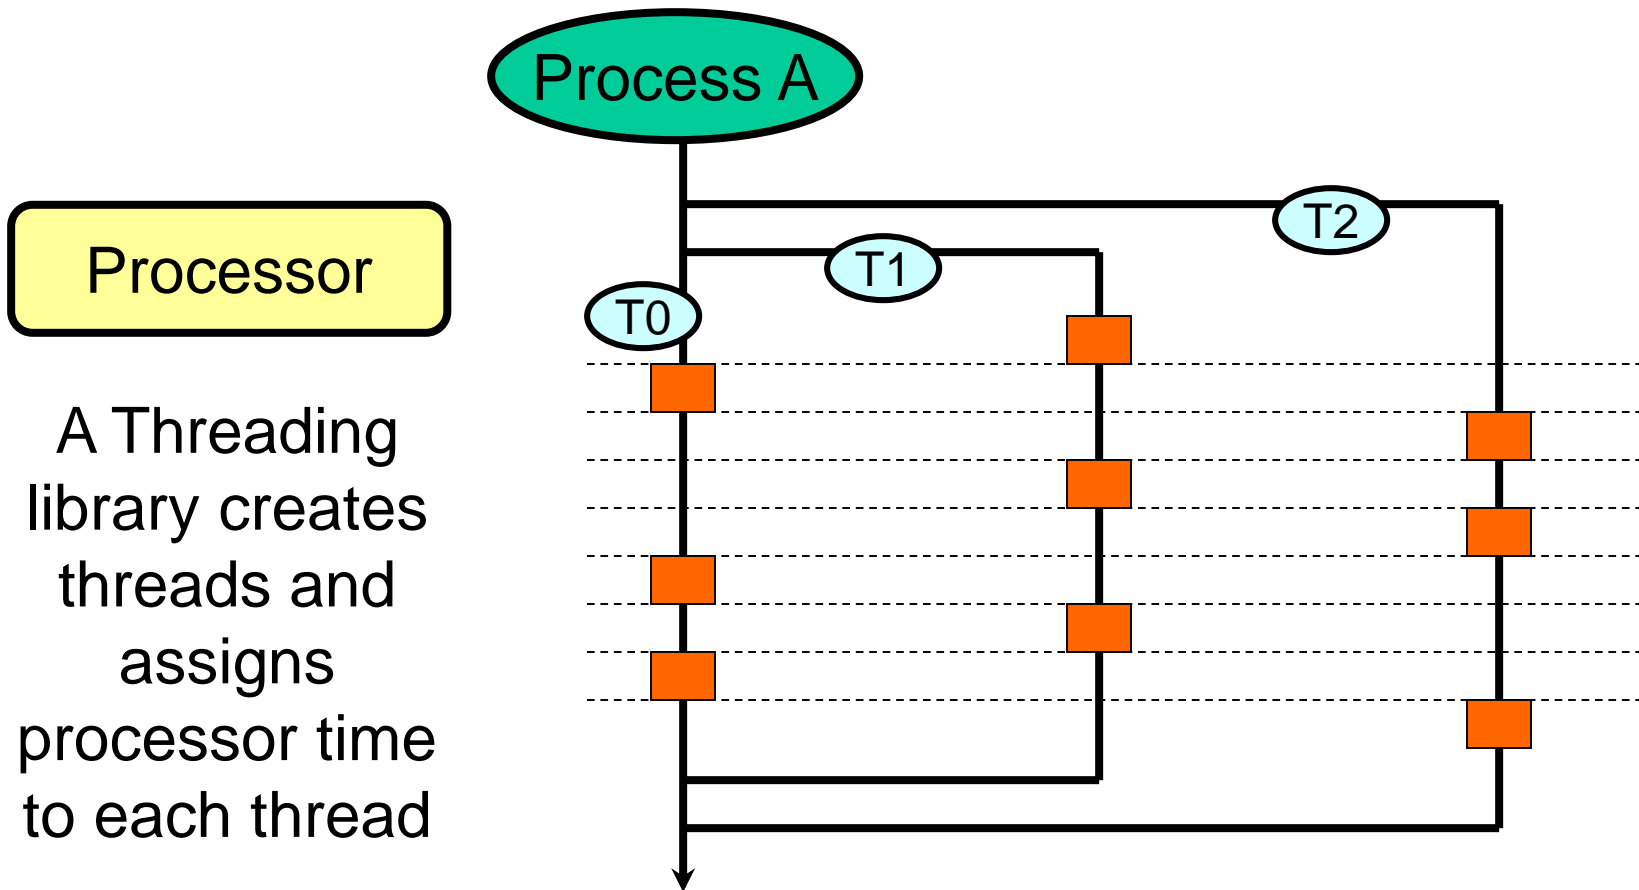 Process A
T2
T1
T0
Processor
A Threading
library creates
threads and
assigns
processor time
to each thread